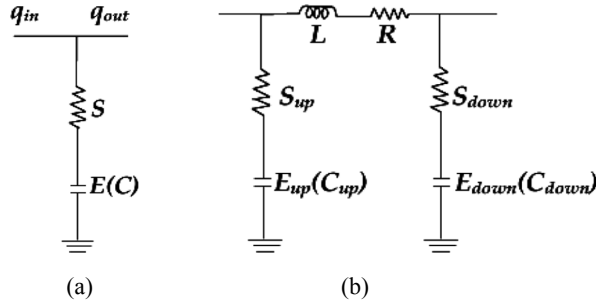 q_in q_out
S
E(C)
(a)
L R
S_up S_down
E_up(C_up) E_down(C_down)
(b)